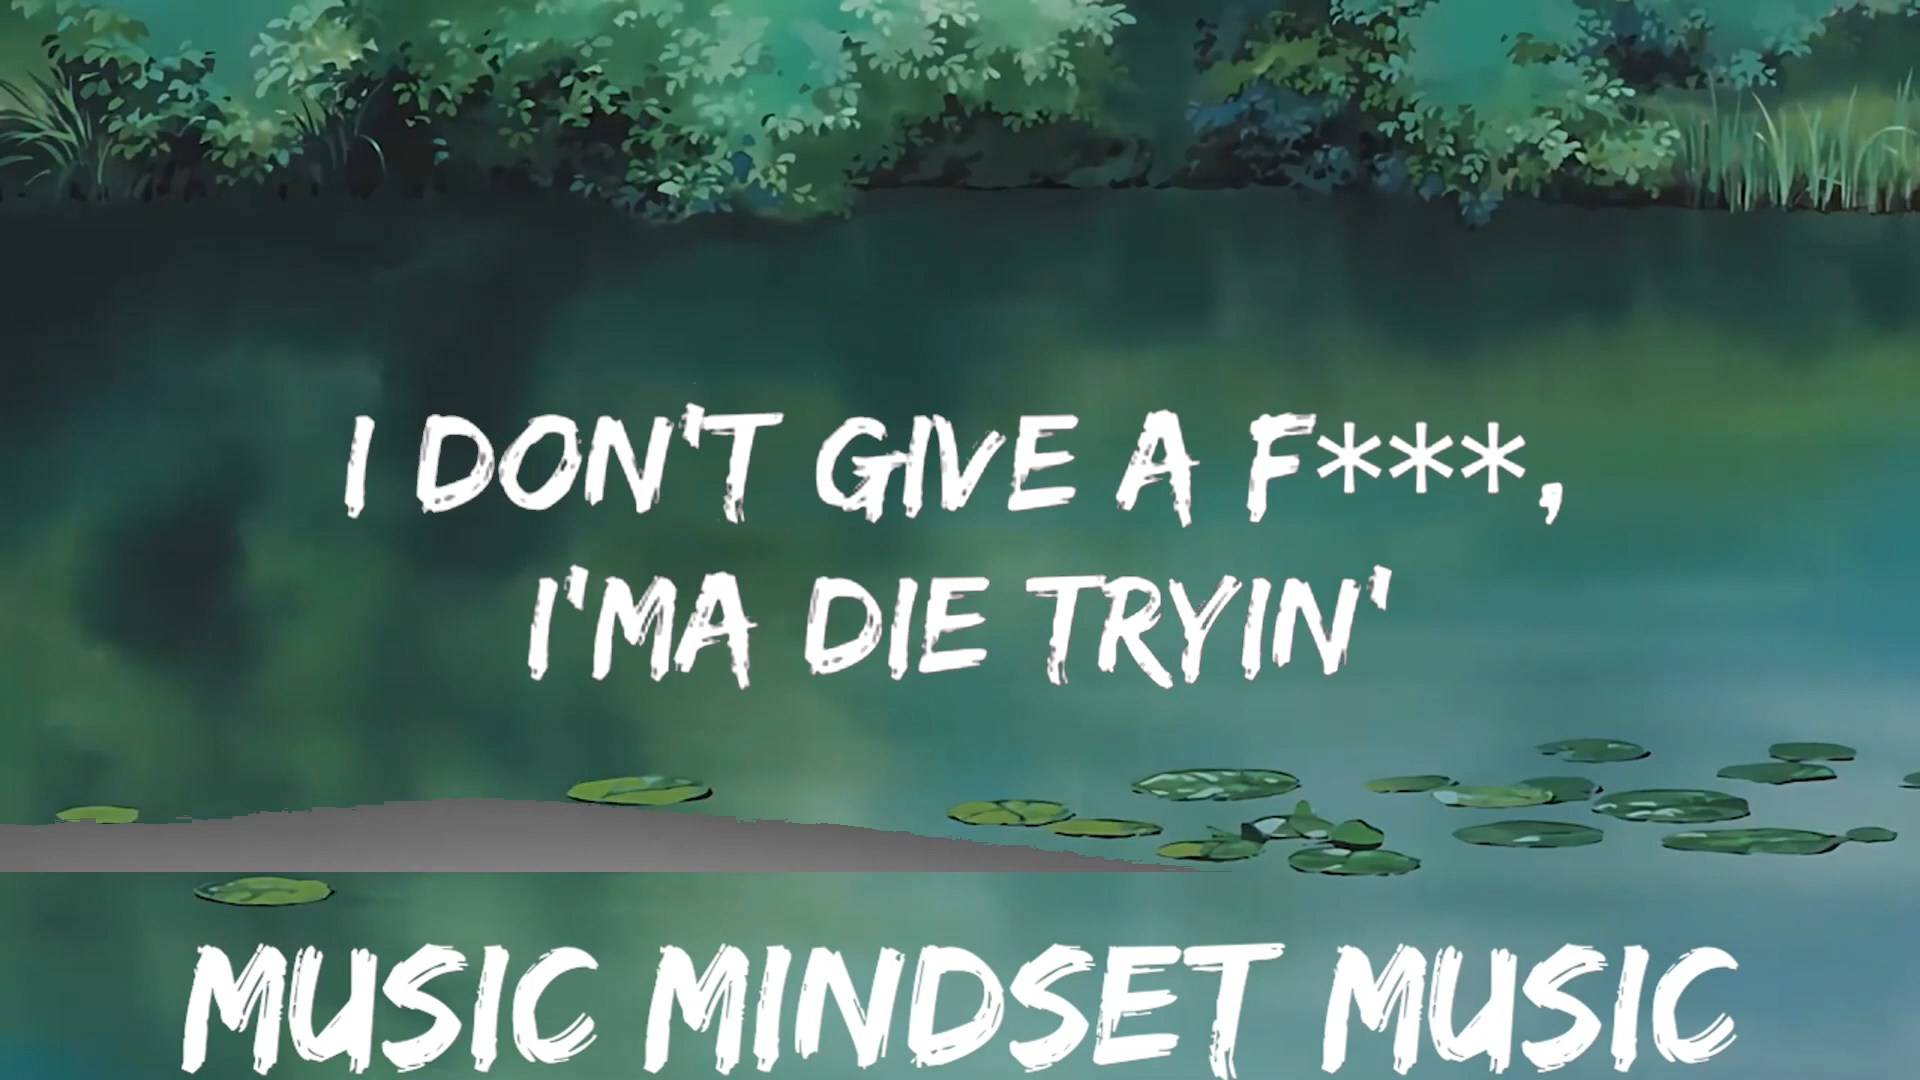 I DON'T GIVE A F***,
I'MA DIE TRYIN'
MUSIC MINDSET MUSIC